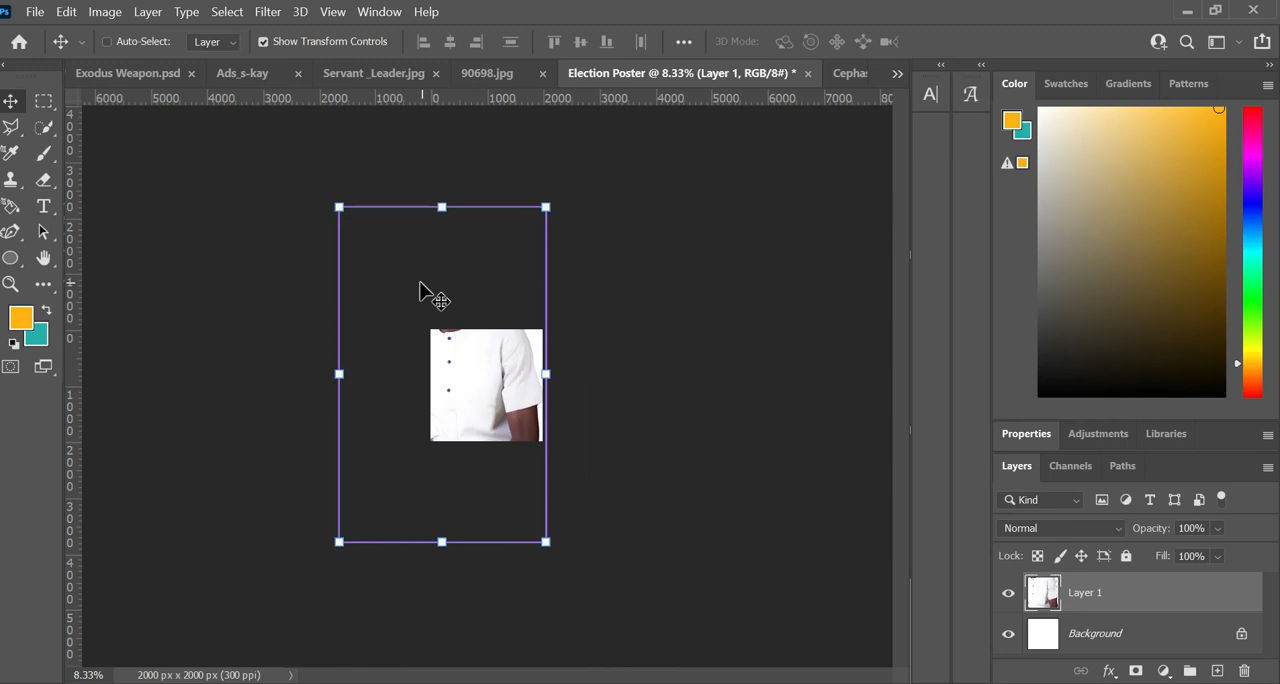 Ps File Edit Image Layer Type Select Filter 3D View Window Help
Auto-Select: Layer Show Transform Controls ••• 3D Mode:
Exodus Weapon.psd × Ads_s-kay × Servant _Leader.jpg × 90698.jpg × Election Poster @ 8.33% (Layer 1, RGB/8#) * × Cepha: »
6000 5000 4000 3000 2000 1000 0 1000 2000 3000 4000 5000 6000 7000
Color Swatches Gradients Patterns
Properties Adjustments Libraries
Layers Channels Paths
Kind
Normal Opacity: 100%
Lock: Fill: 100%
Layer 1
Background
fx
8.33% 2000 px x 2000 px (300 ppi)